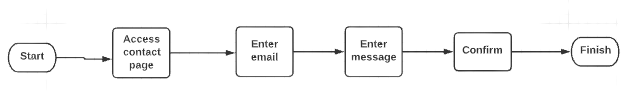 Start
Access
contact
page
Enter
email
Enter
message
Confirm
Finish